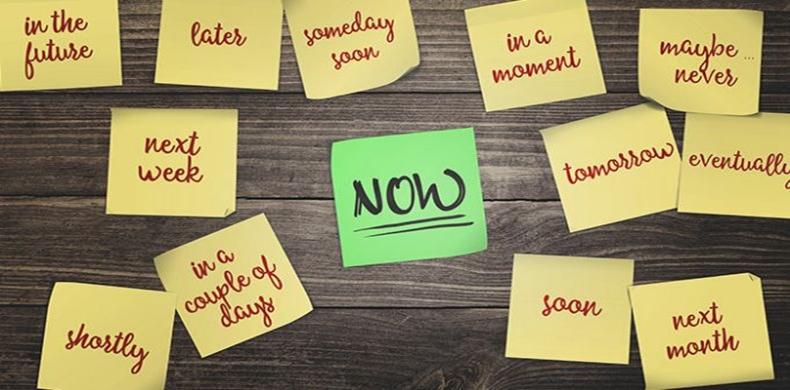 in the
future
later
someday
soon
in a
moment
maybe ...
never
next
week
NOW
tomorrow
eventually
in a
couple of
days
shortly
soon
next
month